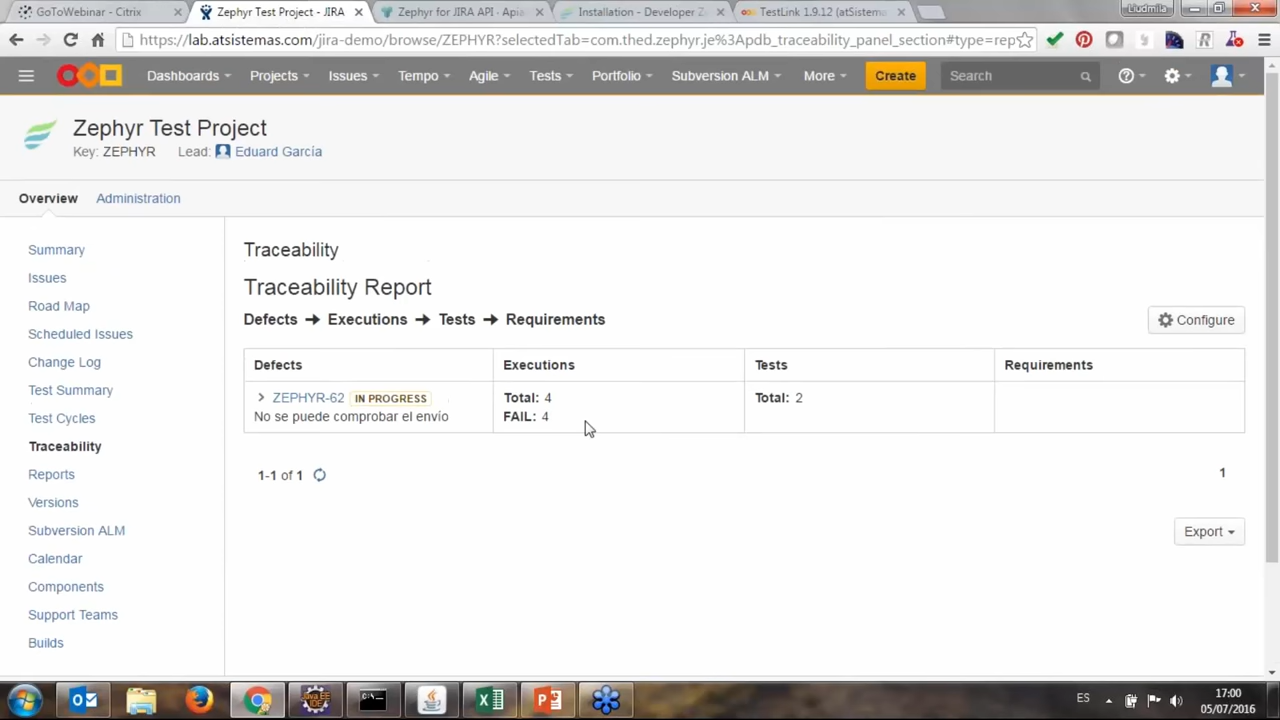 GoToWebinar - Citrix
Zephyr Test Project - JIRA
Zephyr for JIRA API - Apia
Installation - Developer Z
TestLink 1.9.12 (atSistema
Ludmila
https://lab.atsistemas.com/jira-demo/browse/ZEPHYR?selectedTab=com.thed.zephyr.je%3Apdb_traceability_panel_section#type=rep
Dashboards Projects Issues Tempo Agile Tests Portfolio Subversion ALM More Create Search
Zephyr Test Project
Key: ZEPHYR Lead: Eduard García
Overview Administration
Summary
Issues
Road Map
Scheduled Issues
Change Log
Test Summary
Test Cycles
Traceability
Reports
Versions
Subversion ALM
Calendar
Components
Support Teams
Builds
Traceability
Traceability Report
Defects ➔ Executions ➔ Tests ➔ Requirements
Configure
Defects Executions Tests Requirements
ZEPHYR-62 IN PROGRESS Total: 4 Total: 2
No se puede comprobar el envío FAIL: 4
1-1 of 1 1
Export
ES
17:00
05/07/2016